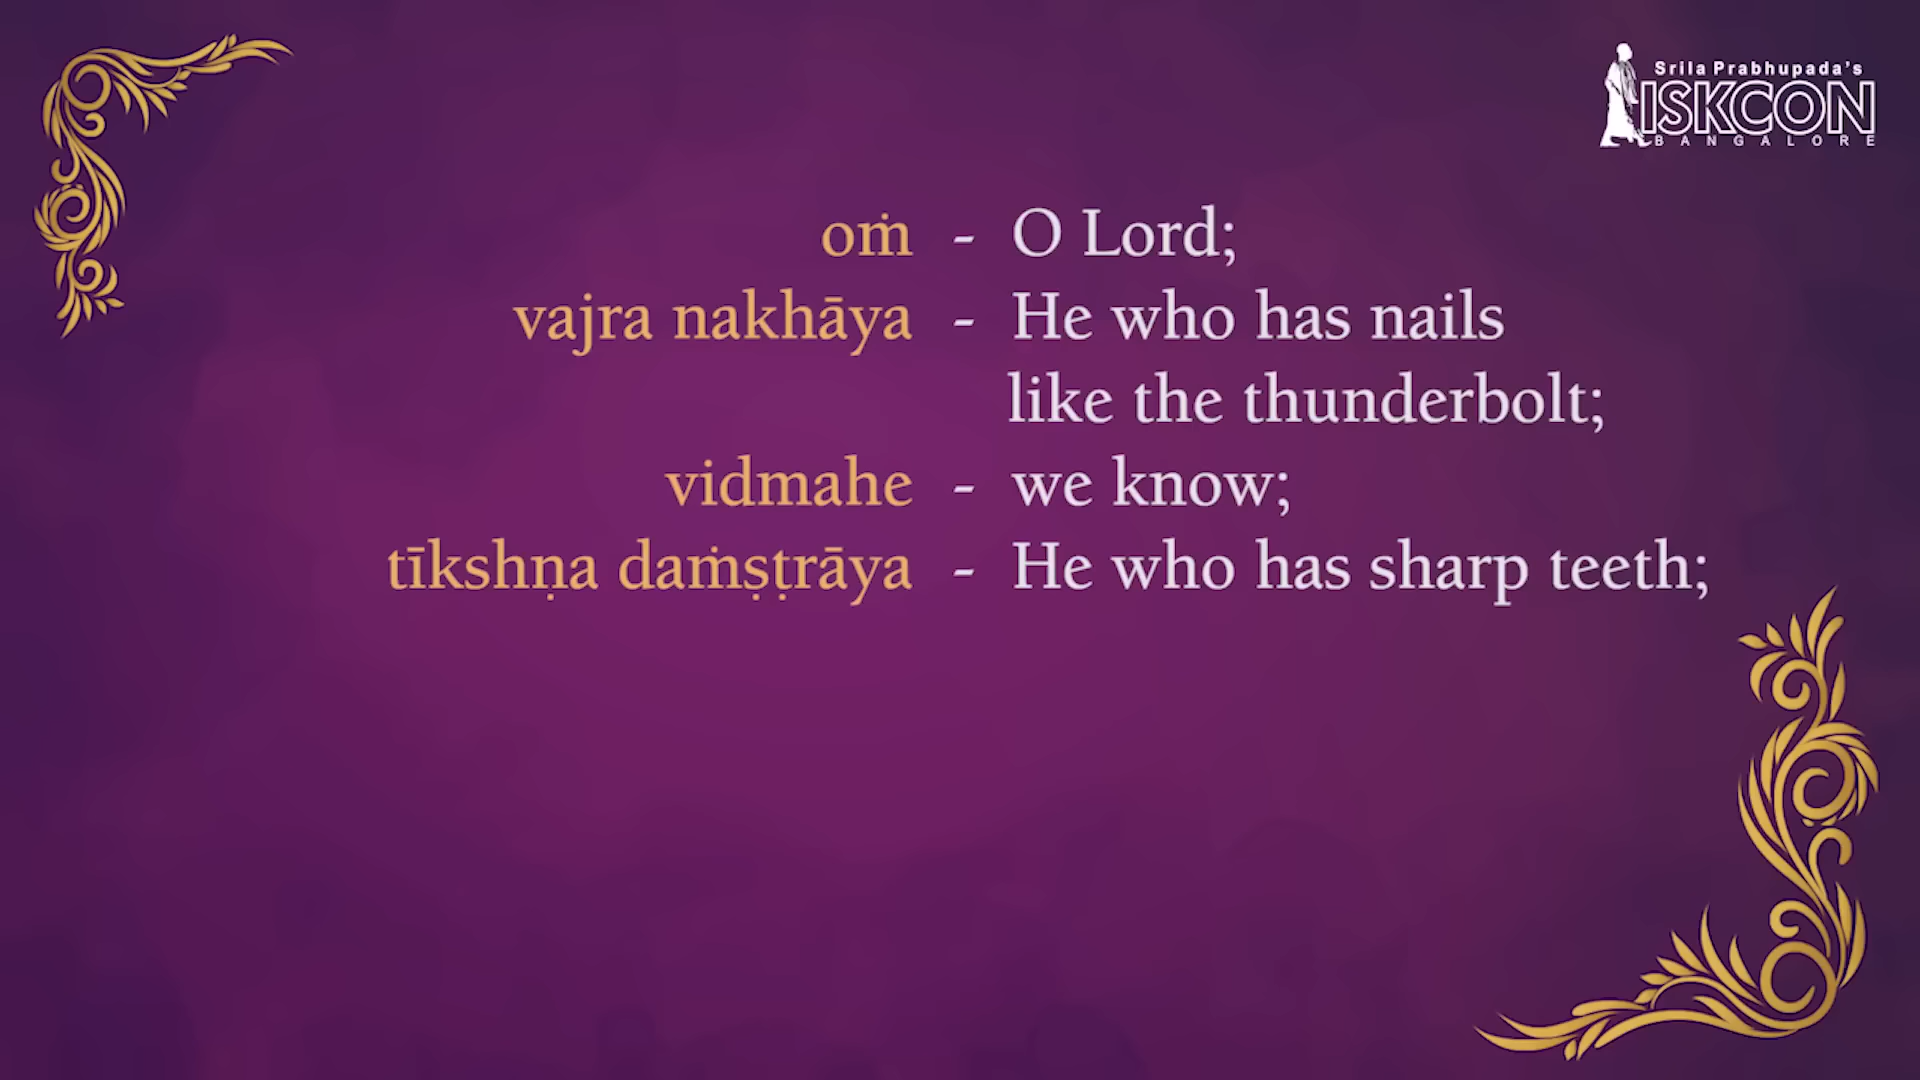 Srila Prabhupada's
ISKCON
BANGALORE
oṁ - O Lord;
vajra nakhāya - He who has nails
like the thunderbolt;
vidmahe - we know;
tīkshṇa daṁṣṭrāya - He who has sharp teeth;